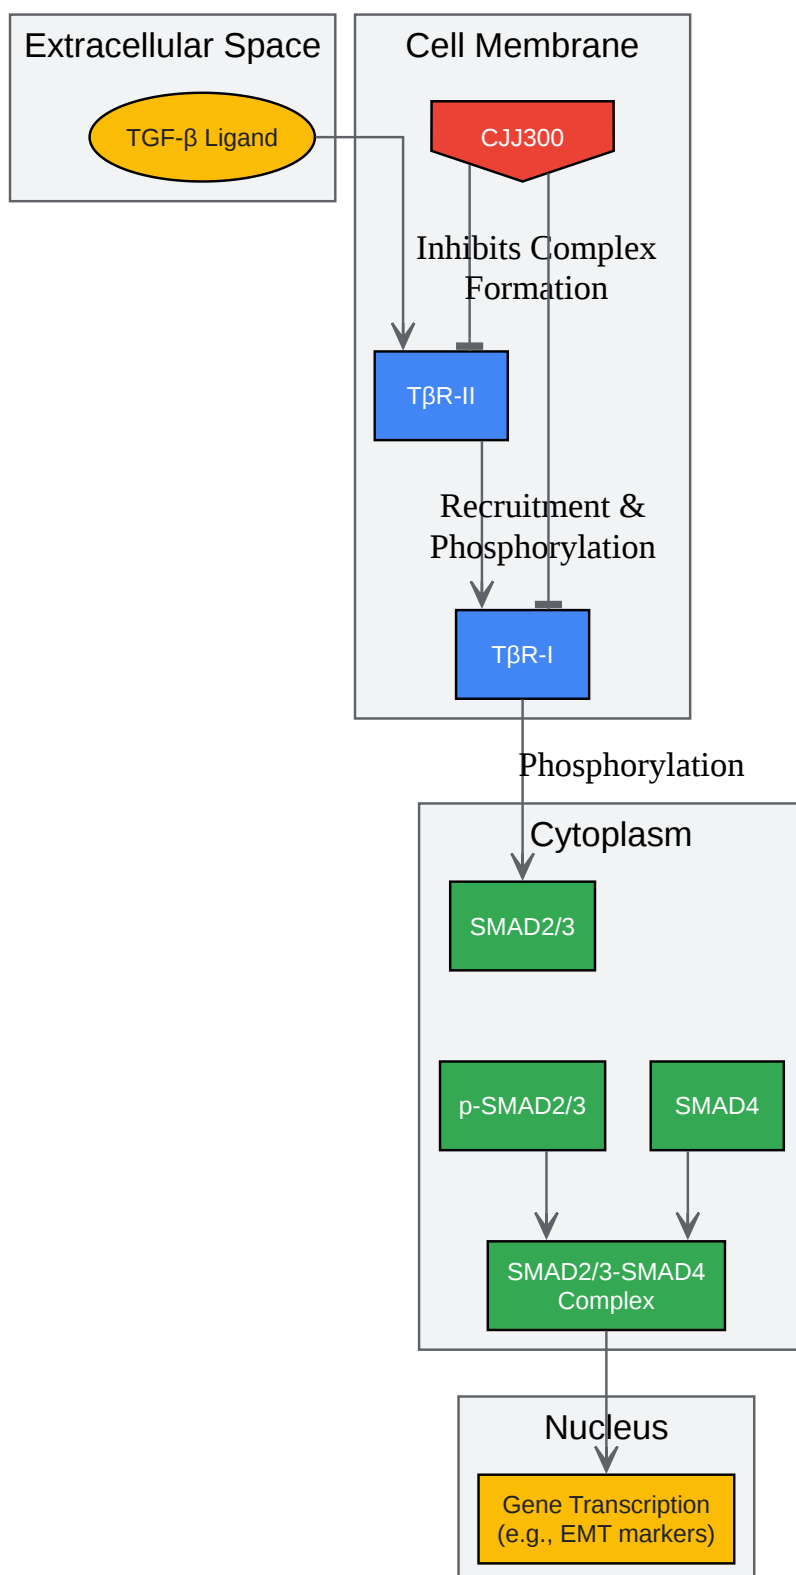 Extracellular Space
Cell Membrane
TGF-β Ligand
CJJ300
Inhibits Complex
Formation
TβR-II
Recruitment &
Phosphorylation
TβR-I
Phosphorylation
Cytoplasm
SMAD2/3
p-SMAD2/3
SMAD4
SMAD2/3-SMAD4
Complex
Nucleus
Gene Transcription
(e.g., EMT markers)